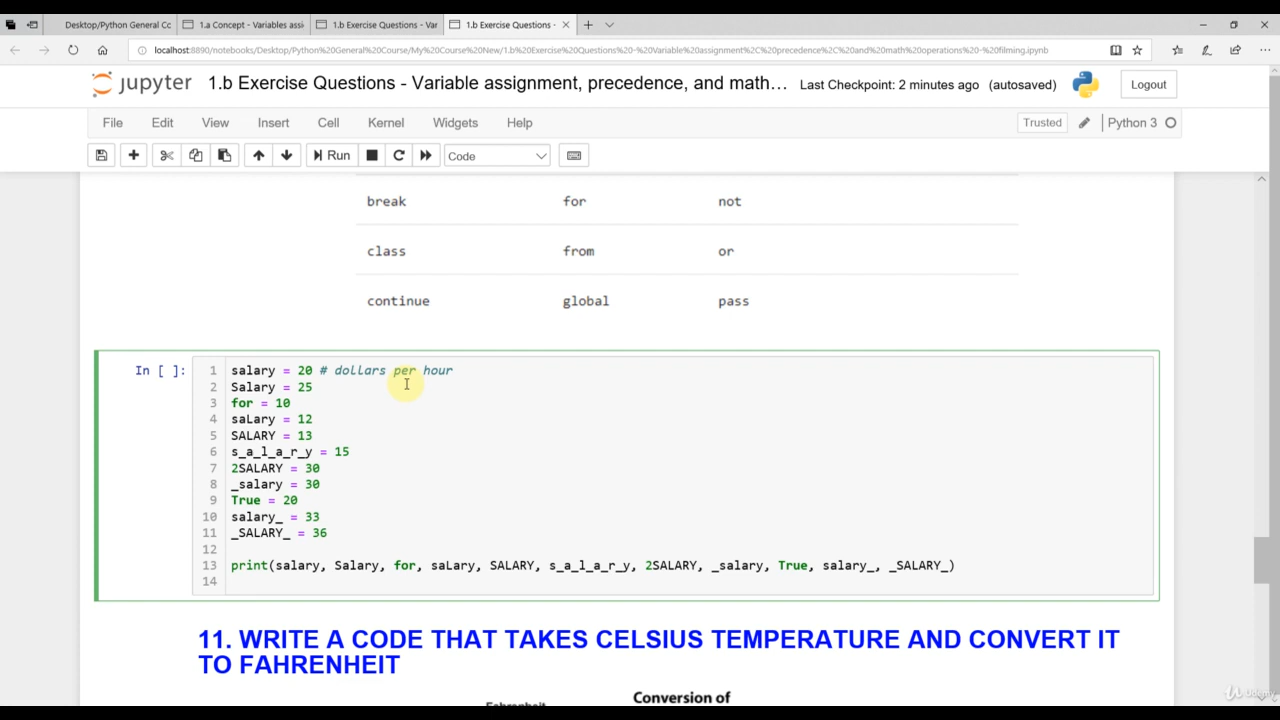 Desktop/Python General Cc
1.a Concept - Variables assi
1.b Exercise Questions - Var
1.b Exercise Questions -
localhost:8890/notebooks/Desktop/Python%20General%20Course/My%20Course%20New/1.b%20Exercise%20Questions%20-%20Variable%20assignment%2C%20precedence%2C%20and%20math%20operations%20-%20filming.ipynb
jupyter 1.b Exercise Questions - Variable assignment, precedence, and math… Last Checkpoint: 2 minutes ago (autosaved) Logout
File Edit View Insert Cell Kernel Widgets Help Trusted Python 3
Run Code
break for not
class from or
continue global pass
In [ ]:
1 salary = 20 # dollars per hour
2 Salary = 25
3 for = 10
4 saLary = 12
5 SALARY = 13
6 s_a_l_a_r_y = 15
7 2SALARY = 30
8 _salary = 30
9 True = 20
10 salary_ = 33
11 _SALARY_ = 36
12
13 print(salary, Salary, for, saLary, SALARY, s_a_l_a_r_y, 2SALARY, _salary, True, salary_, _SALARY_)
14
11. WRITE A CODE THAT TAKES CELSIUS TEMPERATURE AND CONVERT IT
TO FAHRENHEIT
Fahrenheit Conversion of
Udemy